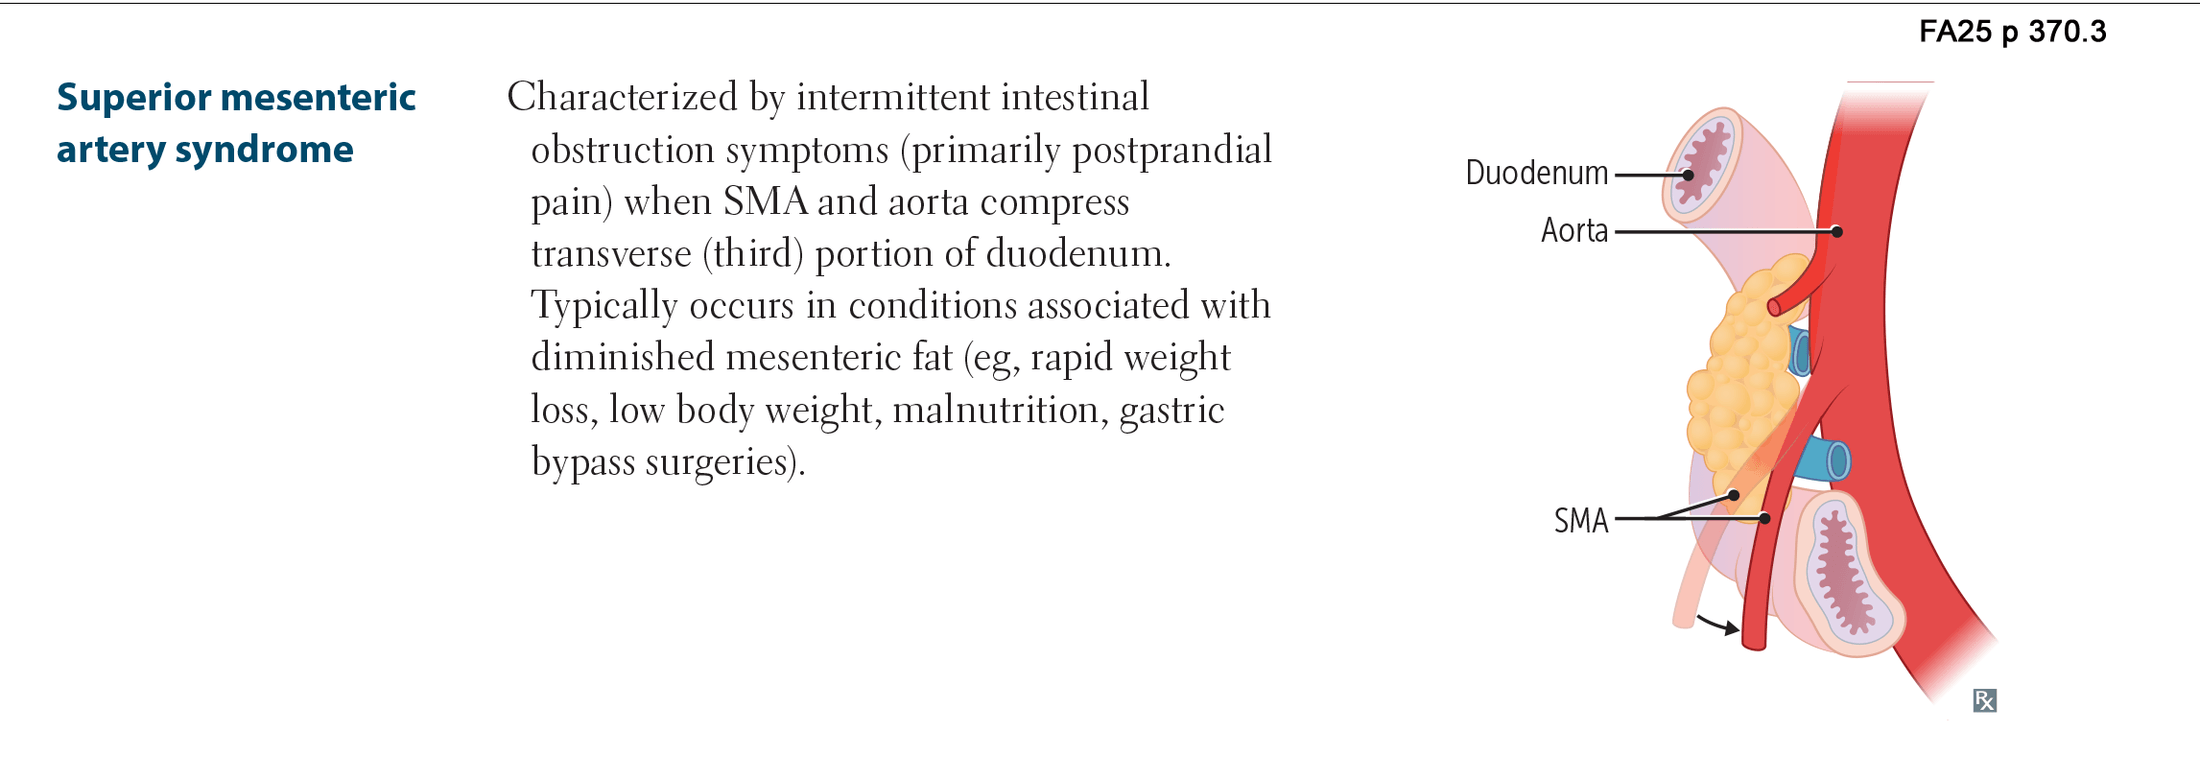 FA25 p 370.3
Superior mesenteric
artery syndrome
Characterized by intermittent intestinal
obstruction symptoms (primarily postprandial
pain) when SMA and aorta compress
transverse (third) portion of duodenum.
Typically occurs in conditions associated with
diminished mesenteric fat (eg, rapid weight
loss, low body weight, malnutrition, gastric
bypass surgeries).
Duodenum
Aorta
SMA
Rx